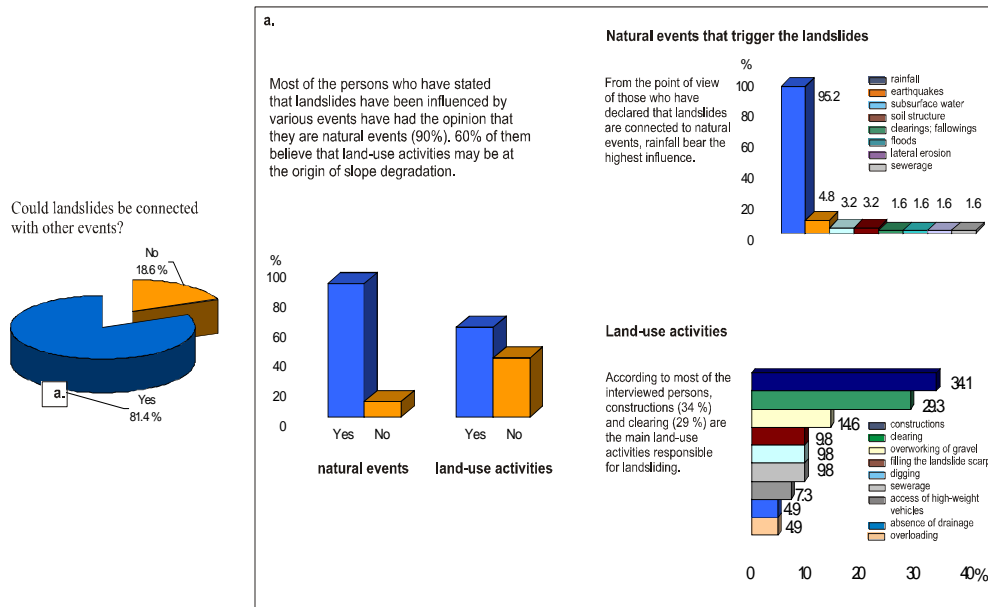 Could landslides be connected
with other events?
No
18.6 %
a.
Yes
81.4 %
a.
Most of the persons who have stated
that landslides have been influenced by
various events have had the opinion that
they are natural events (90%). 60% of them
believe that land-use activities may be at
the origin of slope degradation.
%
100
80
60
40
20
0
Yes No Yes No
natural events land-use activities
Natural events that trigger the landslides
From the point of view
of those who have
declared that landslides
are connected to natural
events, rainfall bear the
highest influence.
%
100
80
60
40
20
0
95.2
4.8 3.2 3.2 1.6 1.6 1.6 1.6
rainfall
earthquakes
subsurface water
soil structure
clearings; fallowings
floods
lateral erosion
sewerage
Land-use activities
According to most of the
interviewed persons,
constructions (34 %)
and clearing (29 %) are
the main land-use
activities responsible
for landsliding.
34.1
29.3
14.6
9.8
9.8
9.8
7.3
4.9
4.9
constructions
clearing
overworking of gravel
filling the landslide scarp
digging
sewerage
access of high-weight
vehicles
absence of drainage
overloading
0 10 20 30 40%